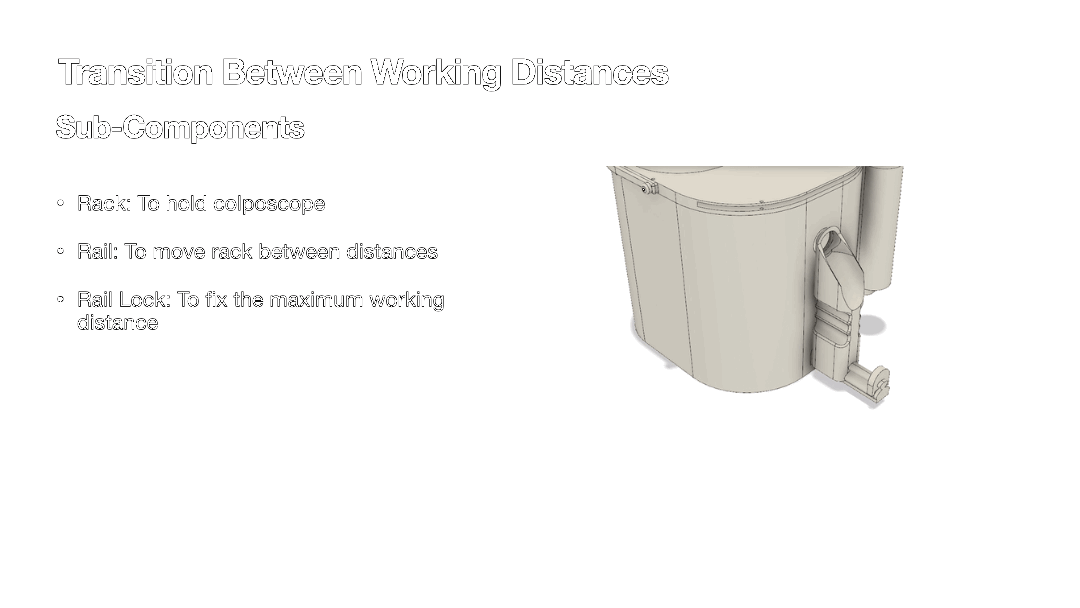 Transition Between Working Distances
Sub-Components
• Rack: To hold colposcope
• Rail: To move rack between distances
• Rail Lock: To fix the maximum working
distance